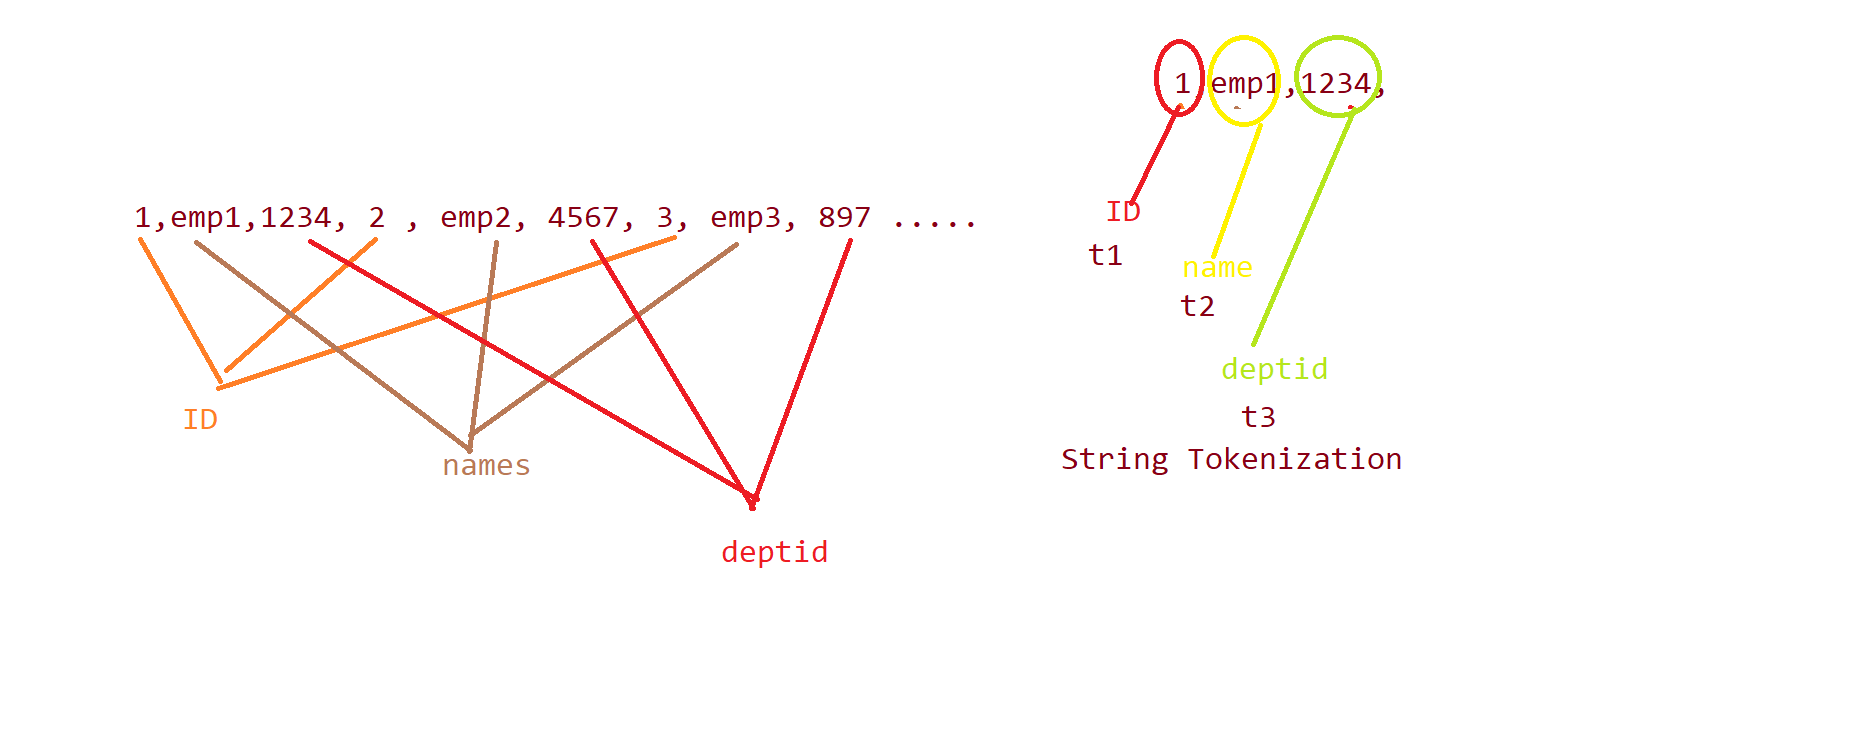 1,emp1,1234, 2 , emp2, 4567, 3, emp3, 897 .....
ID
names
deptid
1 emp1,1234,
ID
t1
name
t2
deptid
t3
String Tokenization